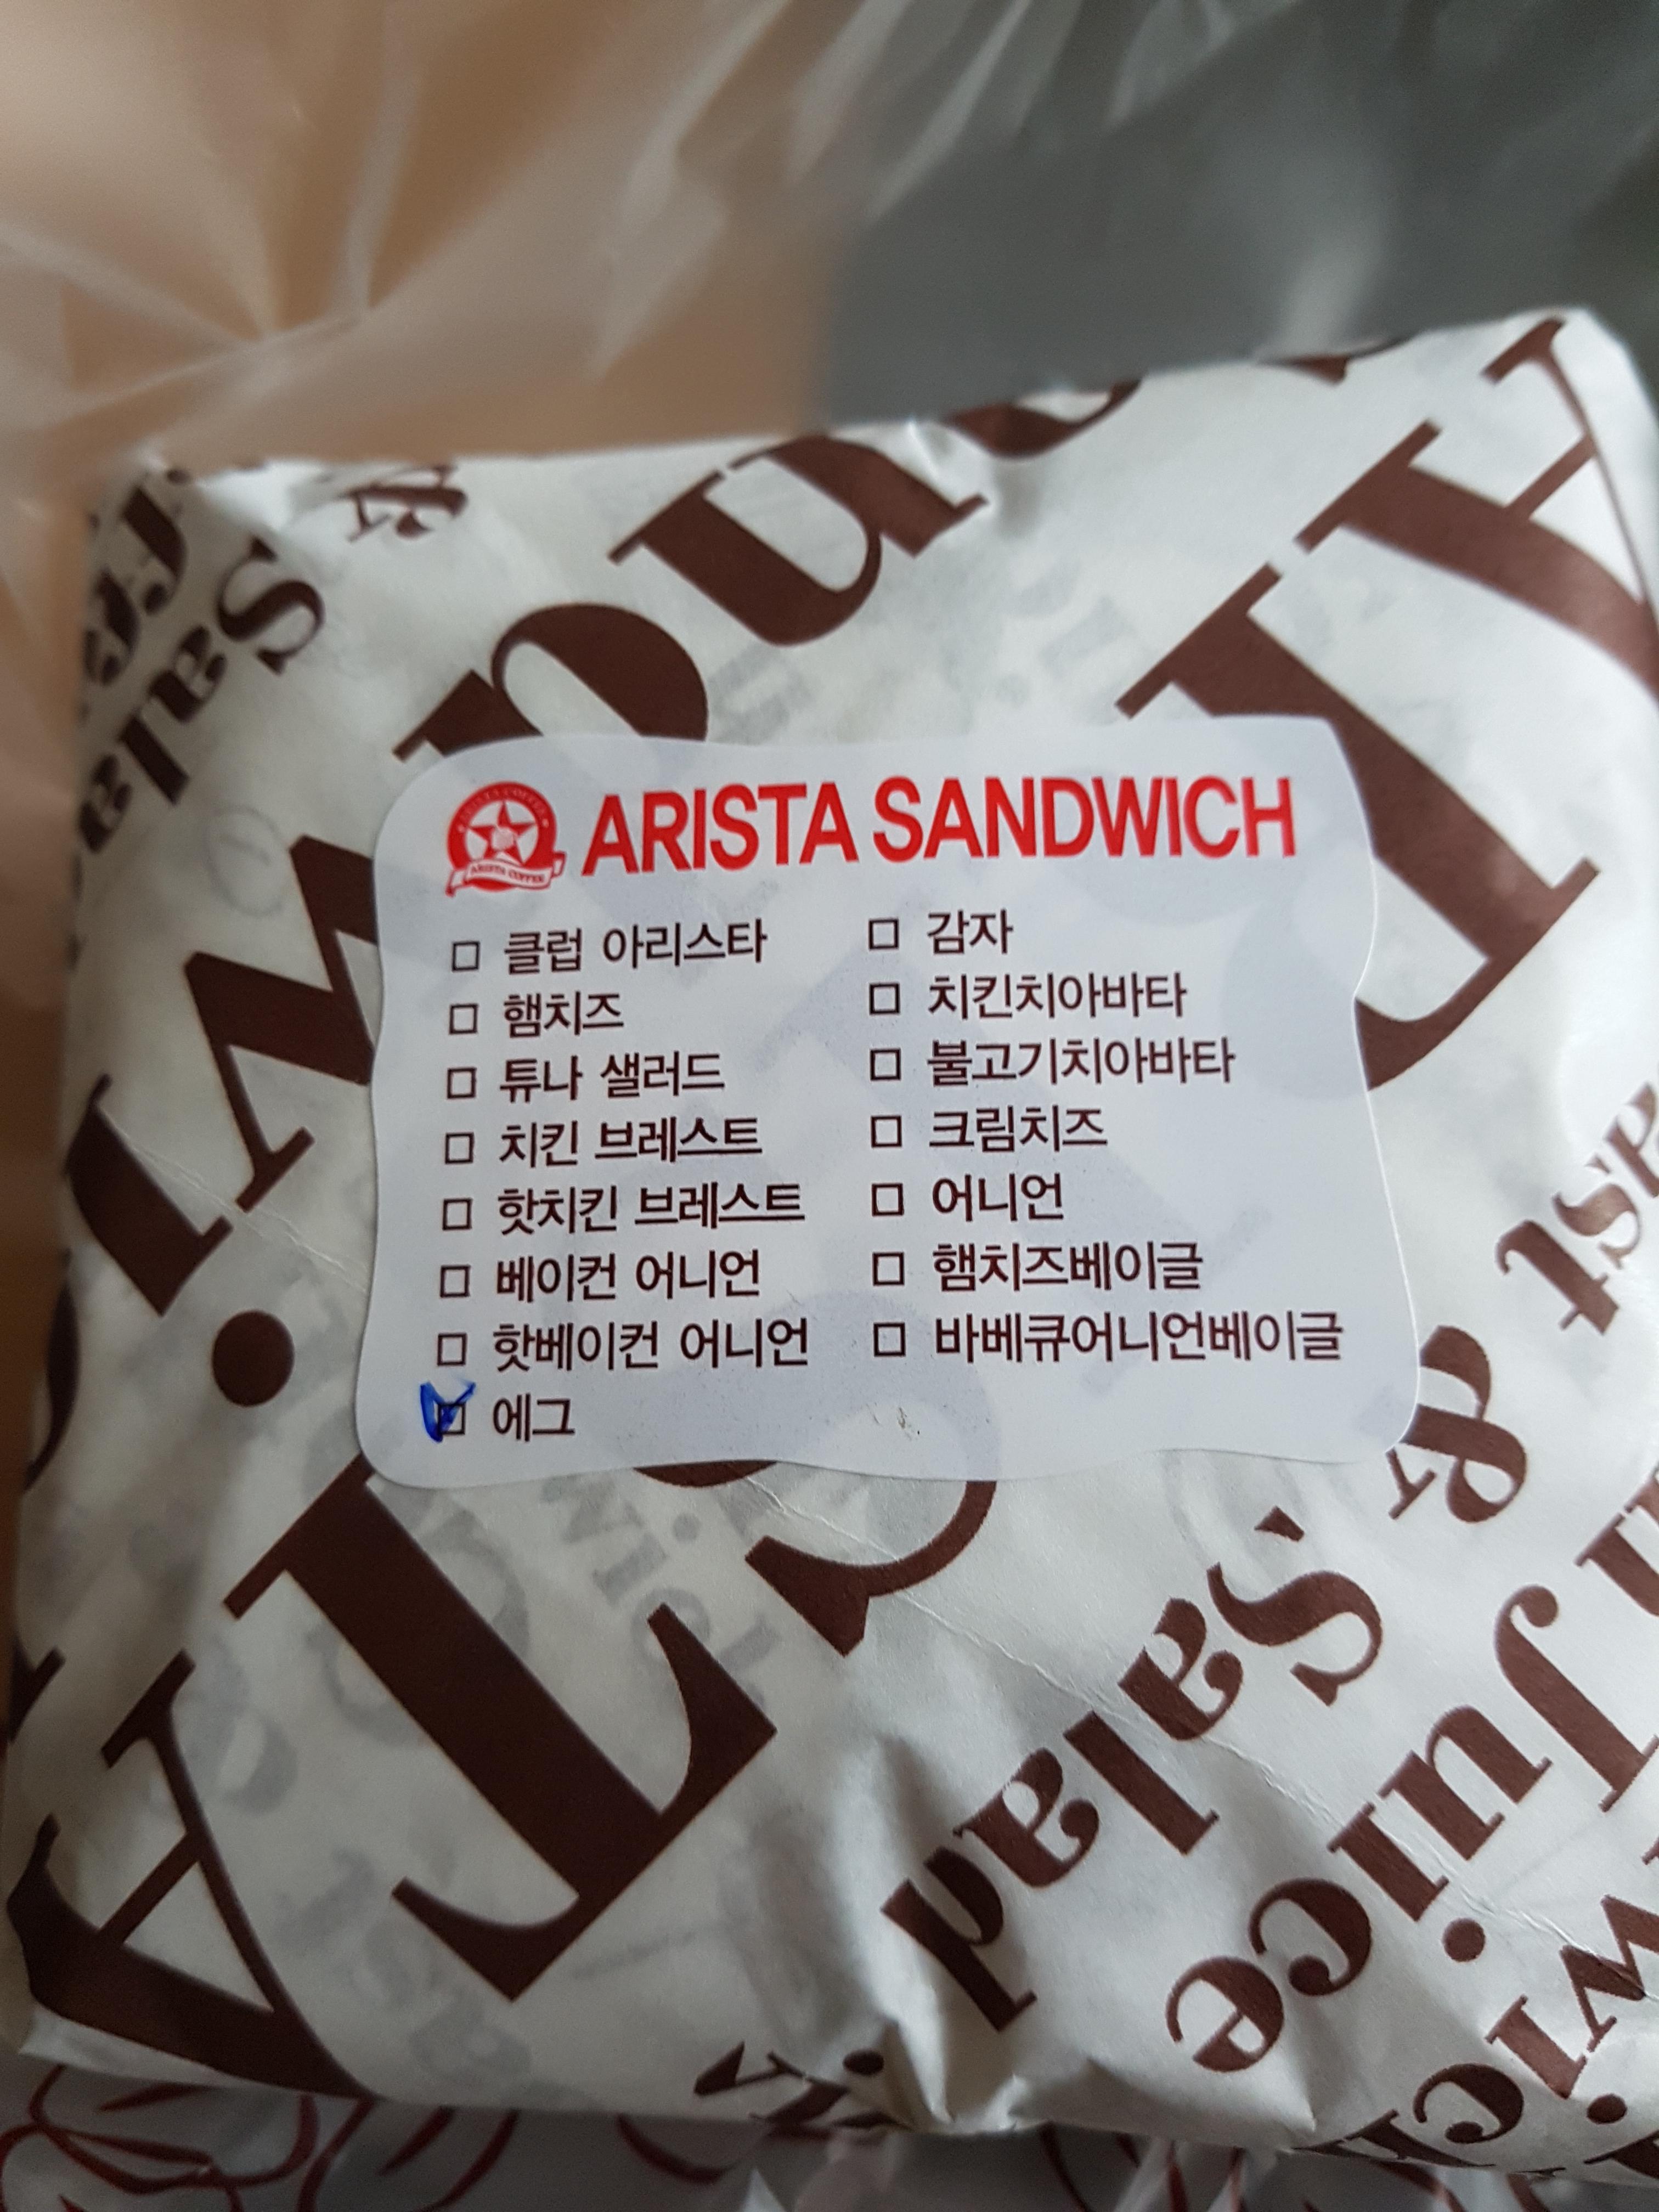 ARISTA SANDWICH
ARISTA COFFEE
클럽 아리스타
햄치즈
튜나 샐러드
치킨 브레스트
핫치킨 브레스트
베이컨 어니언
핫베이컨 어니언
에그
감자
치킨치아바타
불고기치아바타
크림치즈
어니언
햄치즈베이글
바베큐어니언베이글
& Salad
Juice